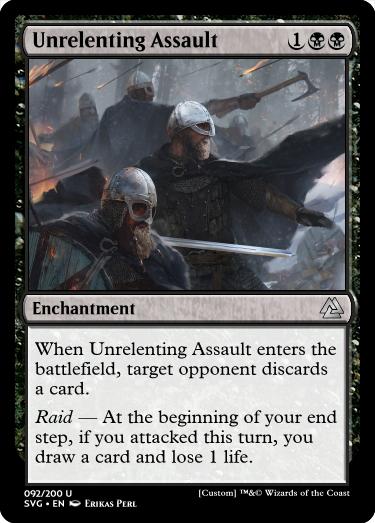 Unrelenting Assault 1
Enchantment
When Unrelenting Assault enters the
battlefield, target opponent discards
a card.
Raid — At the beginning of your end
step, if you attacked this turn, you
draw a card and lose 1 life.
092/200 U
SVG • EN Erikas Perl
[Custom] ™&© Wizards of the Coast